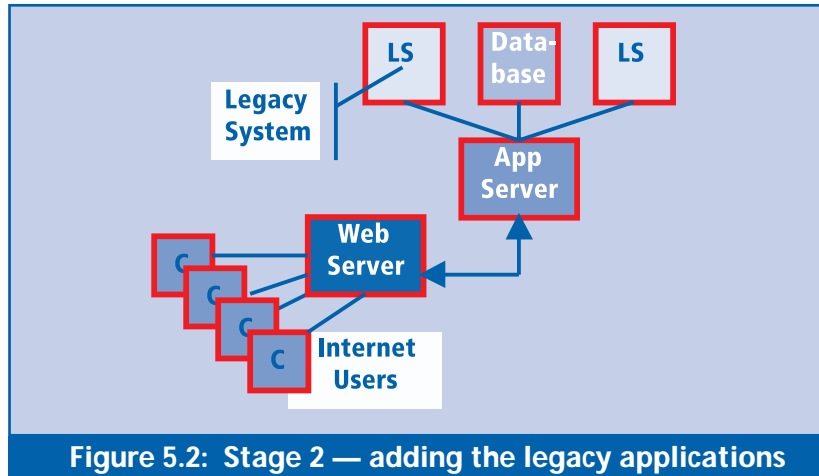 LS
Data-
base
LS
Legacy
System
App
Server
Web
Server
C
C
C
C
Internet
Users
Figure 5.2: Stage 2 — adding the legacy applications